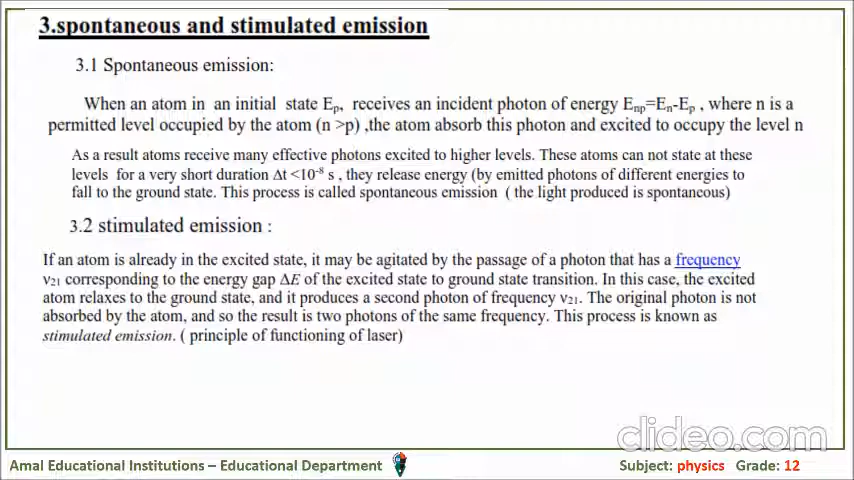 3.spontaneous and stimulated emission
3.1 Spontaneous emission:
When an atom in an initial state Eₚ, receives an incident photon of energy Eₙₚ=Eₙ-Eₚ , where n is a
permitted level occupied by the atom (n >p) ,the atom absorb this photon and excited to occupy the level n
As a result atoms receive many effective photons excited to higher levels. These atoms can not state at these
levels for a very short duration Δt <10⁻⁸ s , they release energy (by emitted photons of different energies to
fall to the ground state. This process is called spontaneous emission ( the light produced is spontaneous)
3.2 stimulated emission :
If an atom is already in the excited state, it may be agitated by the passage of a photon that has a frequency
ν₂₁ corresponding to the energy gap ΔE of the excited state to ground state transition. In this case, the excited
atom relaxes to the ground state, and it produces a second photon of frequency ν₂₁. The original photon is not
absorbed by the atom, and so the result is two photons of the same frequency. This process is known as
stimulated emission. ( principle of functioning of laser)
clideo.com
Amal Educational Institutions – Educational Department Subject: physics Grade: 12